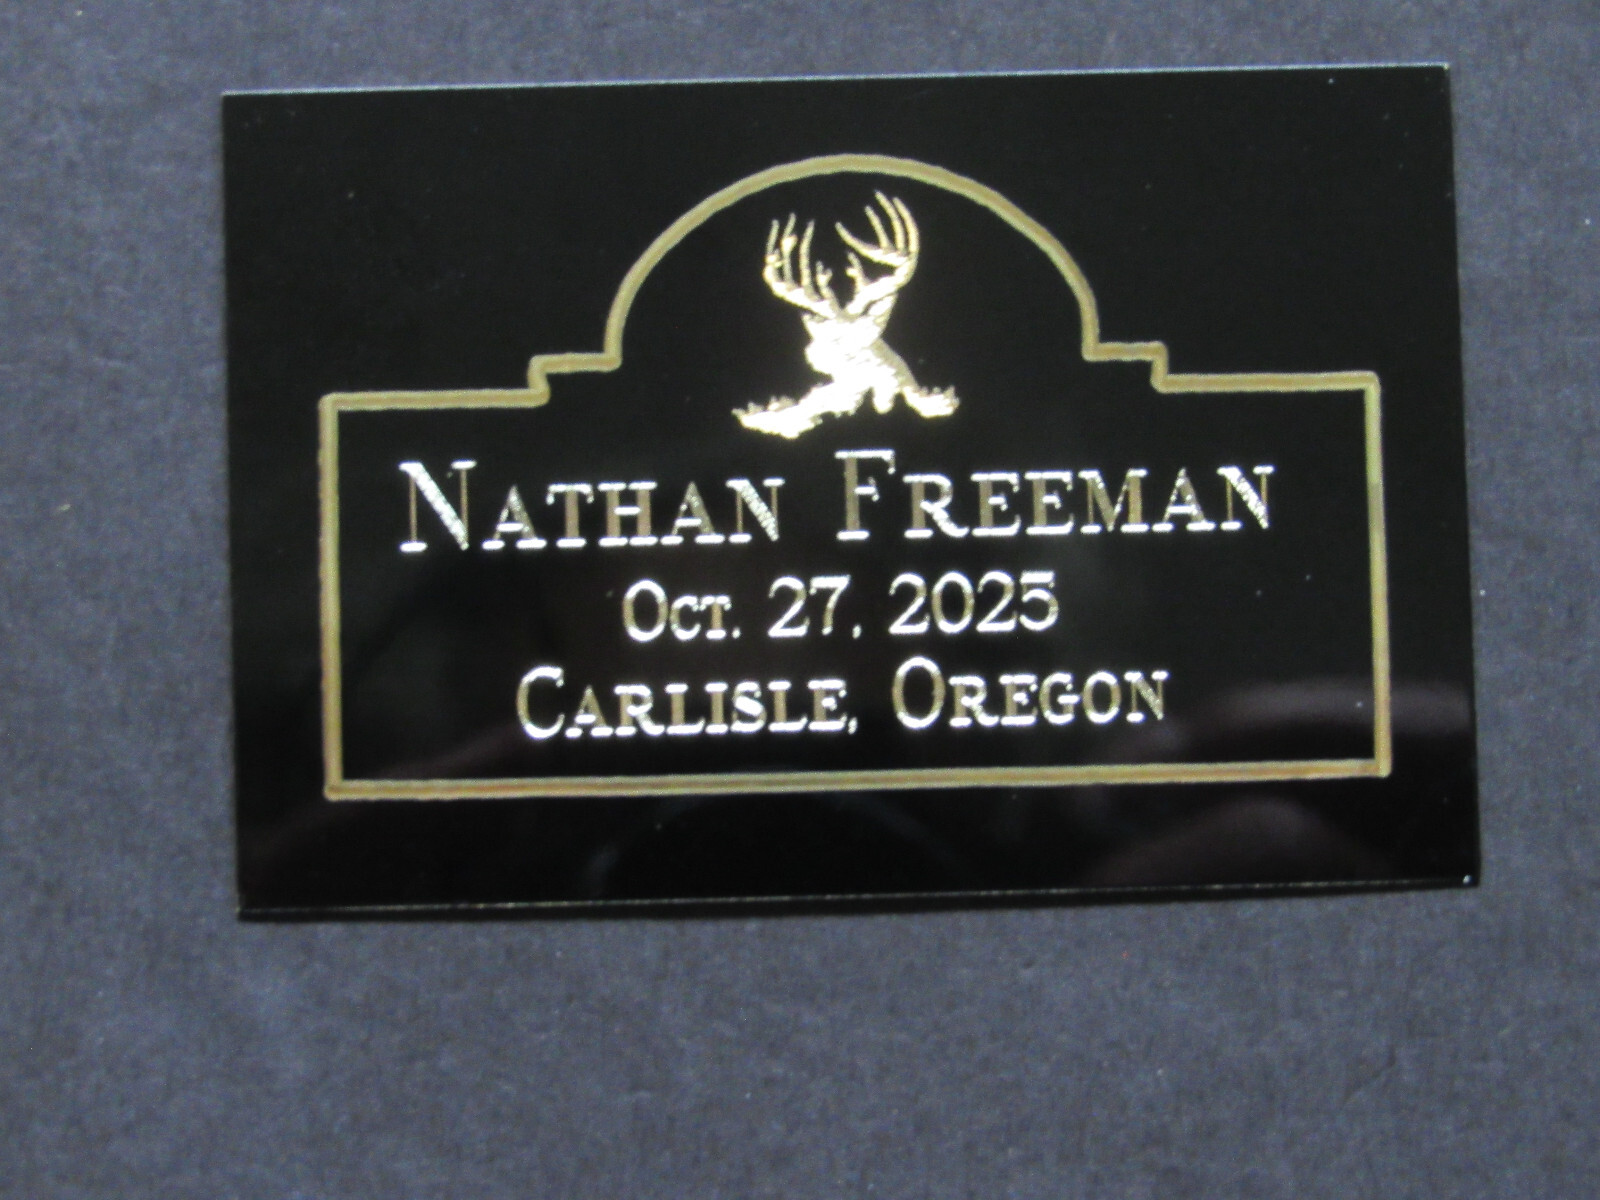 Nathan Freeman
Oct. 27, 2025
Carlisle, Oregon